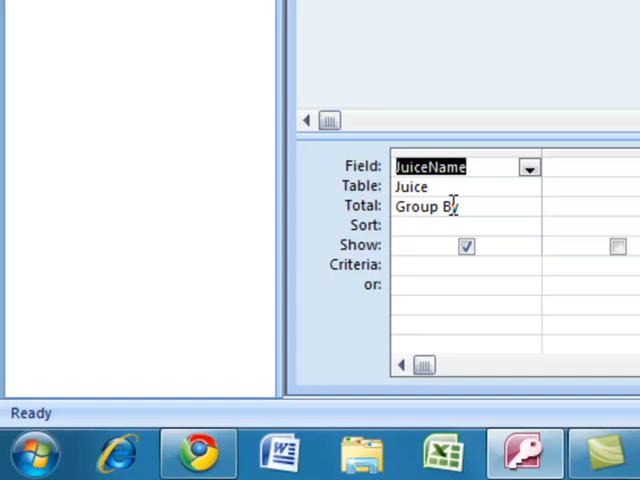 Field: JuiceName
Table: Juice
Total: Group By
Sort:
Show:
Criteria:
or:
Ready